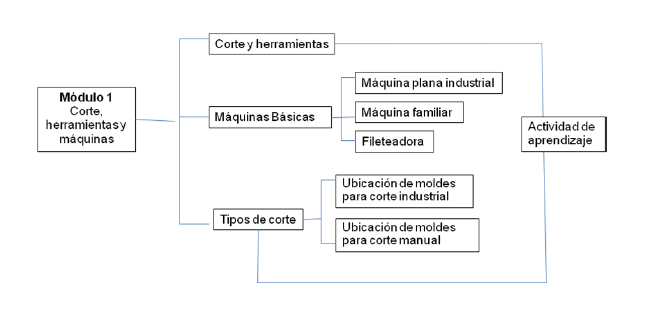 Módulo 1
Corte,
herramientas y
máquinas
Corte y herramientas
Máquinas Básicas
Máquina plana industrial
Máquina familiar
Fileteadora
Tipos de corte
Ubicación de moldes
para corte industrial
Ubicación de moldes
para corte manual
Actividad de
aprendizaje